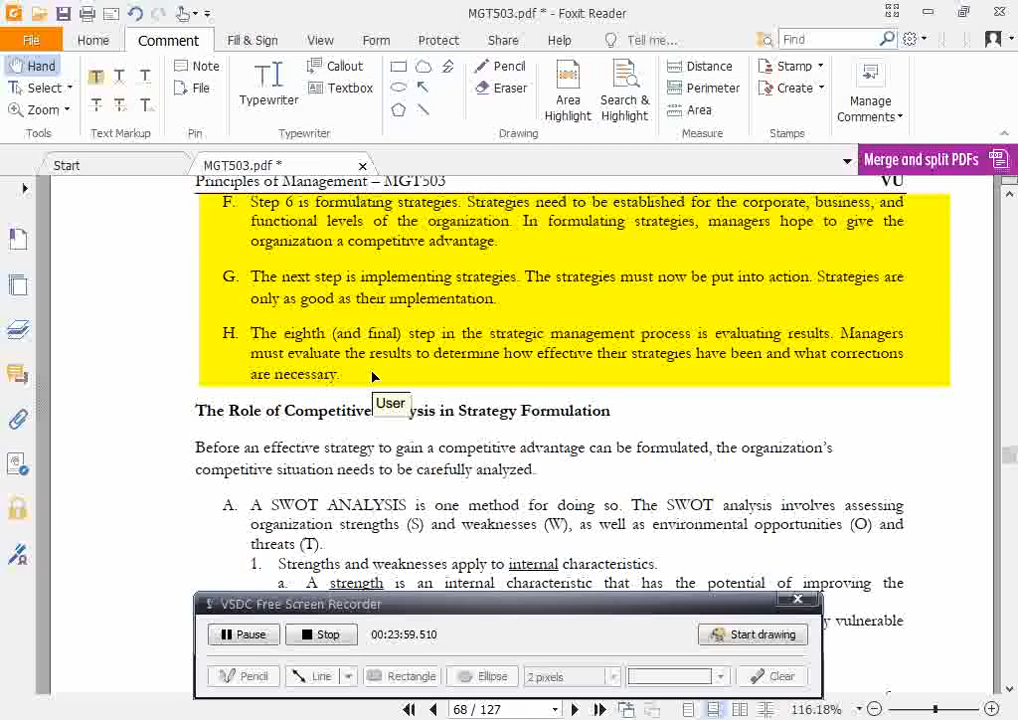 MGT503.pdf * - Foxit Reader
File Home Comment Fill & Sign View Form Protect Share Help Tell me... Find
Hand
Select
Zoom
Tools
T T T
T T T
Text Markup
Note
File
Pin
Typewriter
Callout
Textbox
Typewriter
Pencil
Eraser
Area
Highlight
Search &
Highlight
Drawing
Distance
Perimeter
Area
Measure
Stamp
Create
Stamps
Manage
Comments
Start
MGT503.pdf *
Merge and split PDFs
Principles of Management – MGT503 VU
F. Step 6 is formulating strategies. Strategies need to be established for the corporate, business, and
functional levels of the organization. In formulating strategies, managers hope to give the
organization a competitive advantage.
G. The next step is implementing strategies. The strategies must now be put into action. Strategies are
only as good as their implementation.
H. The eighth (and final) step in the strategic management process is evaluating results. Managers
must evaluate the results to determine how effective their strategies have been and what corrections
are necessary.
User
The Role of Competitive ysis in Strategy Formulation
Before an effective strategy to gain a competitive advantage can be formulated, the organization’s
competitive situation needs to be carefully analyzed.
A. A SWOT ANALYSIS is one method for doing so. The SWOT analysis involves assessing
organization strengths (S) and weaknesses (W), as well as environmental opportunities (O) and
threats (T).
1. Strengths and weaknesses apply to internal characteristics.
a. A strength is an internal characteristic that has the potential of improving the
vulnerable
VSDC Free Screen Recorder
Pause Stop 00:23:59.510 Start drawing
Pencil Line Rectangle Ellipse 2 pixels Clear
68 / 127 116.18%